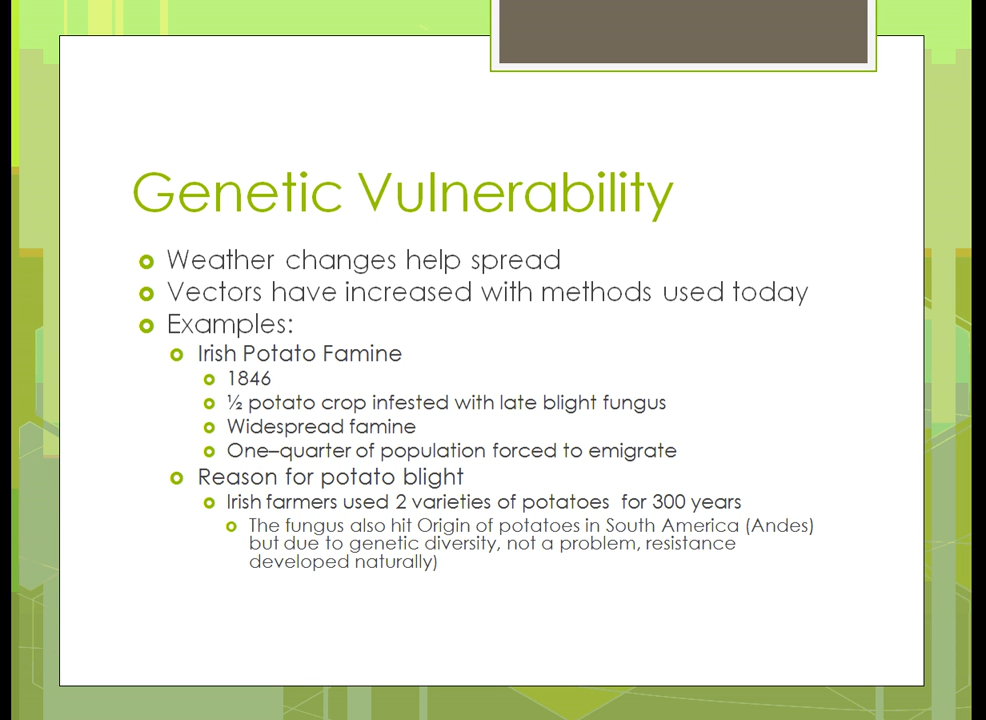 Genetic Vulnerability
Weather changes help spread
Vectors have increased with methods used today
Examples:
Irish Potato Famine
1846
½ potato crop infested with late blight fungus
Widespread famine
One–quarter of population forced to emigrate
Reason for potato blight
Irish farmers used 2 varieties of potatoes for 300 years
The fungus also hit Origin of potatoes in South America (Andes)
but due to genetic diversity, not a problem, resistance
developed naturally)